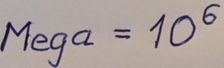 Mega = 10⁶